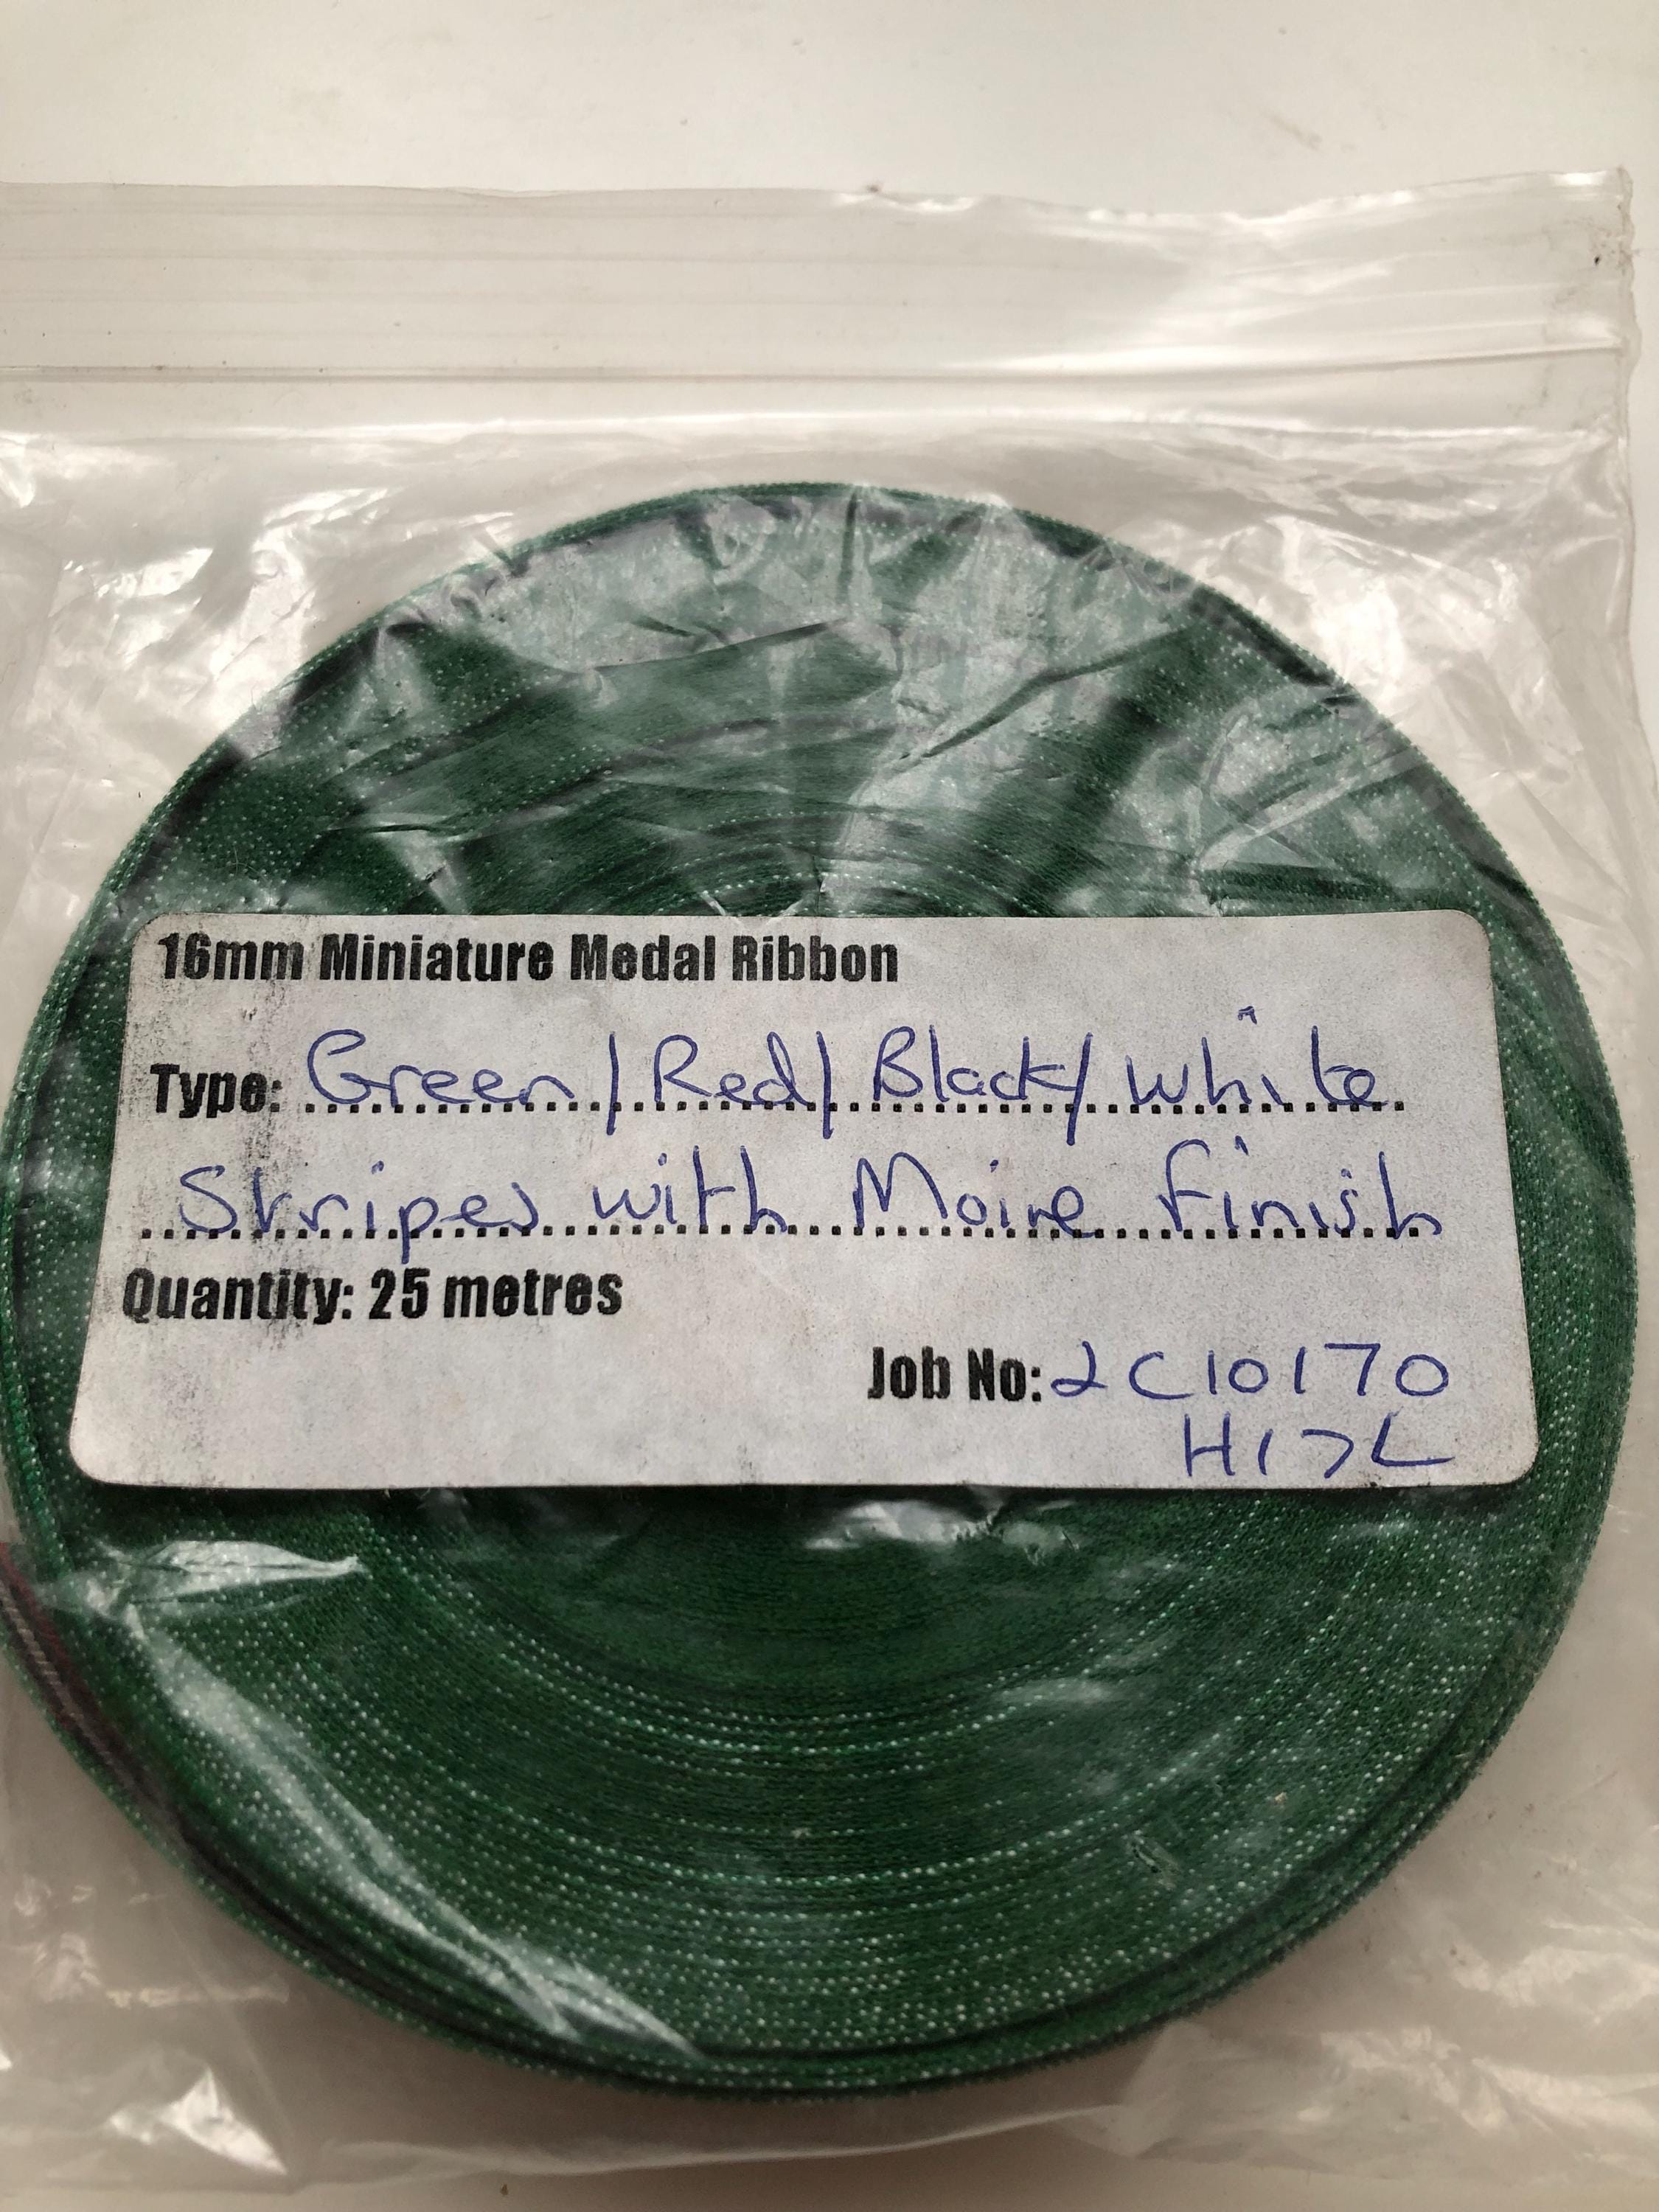 16mm Miniature Medal Ribbon
Type: Green/Red/Black/White
Stripes with Moire Finish
Quantity: 25 metres
Job No: 2C10170